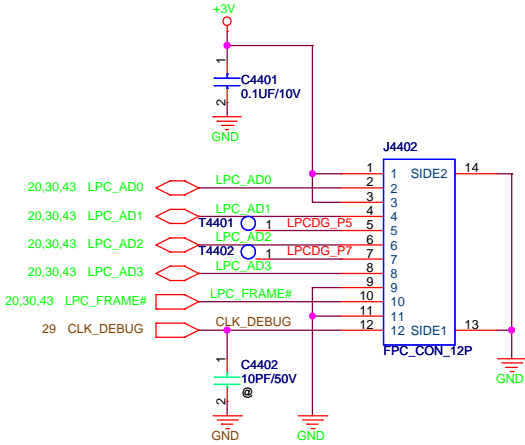 +3V
1
C4401
0.1UF/10V
2
GND
J4402
1 1 SIDE2 14
20,30,43 LPC_AD0 LPC_AD0 2 2
3 3
20,30,43 LPC_AD1 LPC_AD1 4 4
T4401 1 LPCDG_P5 5 5
20,30,43 LPC_AD2 LPC_AD2 6 6
T4402 1 LPCDG_P7 7 7
20,30,43 LPC_AD3 LPC_AD3 8 8
9 9
20,30,43 LPC_FRAME# LPC_FRAME# 10 10
11 11
29 CLK_DEBUG CLK_DEBUG 12 12 SIDE1 13
FPC_CON_12P
1
C4402
10PF/50V
@
2
GND
GND
GND